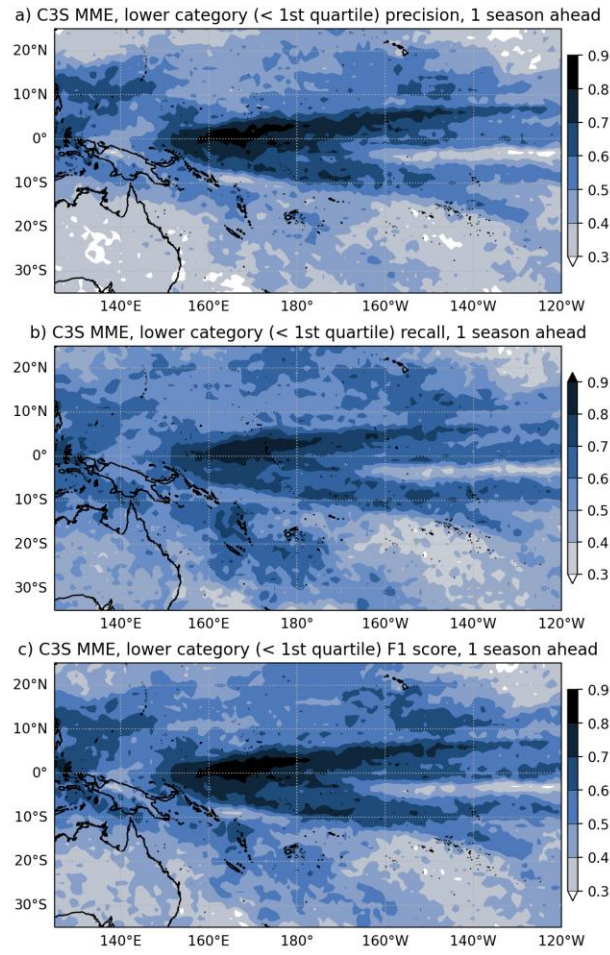 a) C3S MME, lower category (< 1st quartile) precision, 1 season ahead
20°N
10°N
0°
10°S
20°S
30°S
140°E
160°E
180°
160°W
140°W
120°W
0.9
0.8
0.7
0.6
0.5
0.4
0.3
b) C3S MME, lower category (< 1st quartile) recall, 1 season ahead
20°N
10°N
0°
10°S
20°S
30°S
140°E
160°E
180°
160°W
140°W
120°W
0.9
0.8
0.7
0.6
0.5
0.4
0.3
c) C3S MME, lower category (< 1st quartile) F1 score, 1 season ahead
20°N
10°N
0°
10°S
20°S
30°S
140°E
160°E
180°
160°W
140°W
120°W
0.9
0.8
0.7
0.6
0.5
0.4
0.3